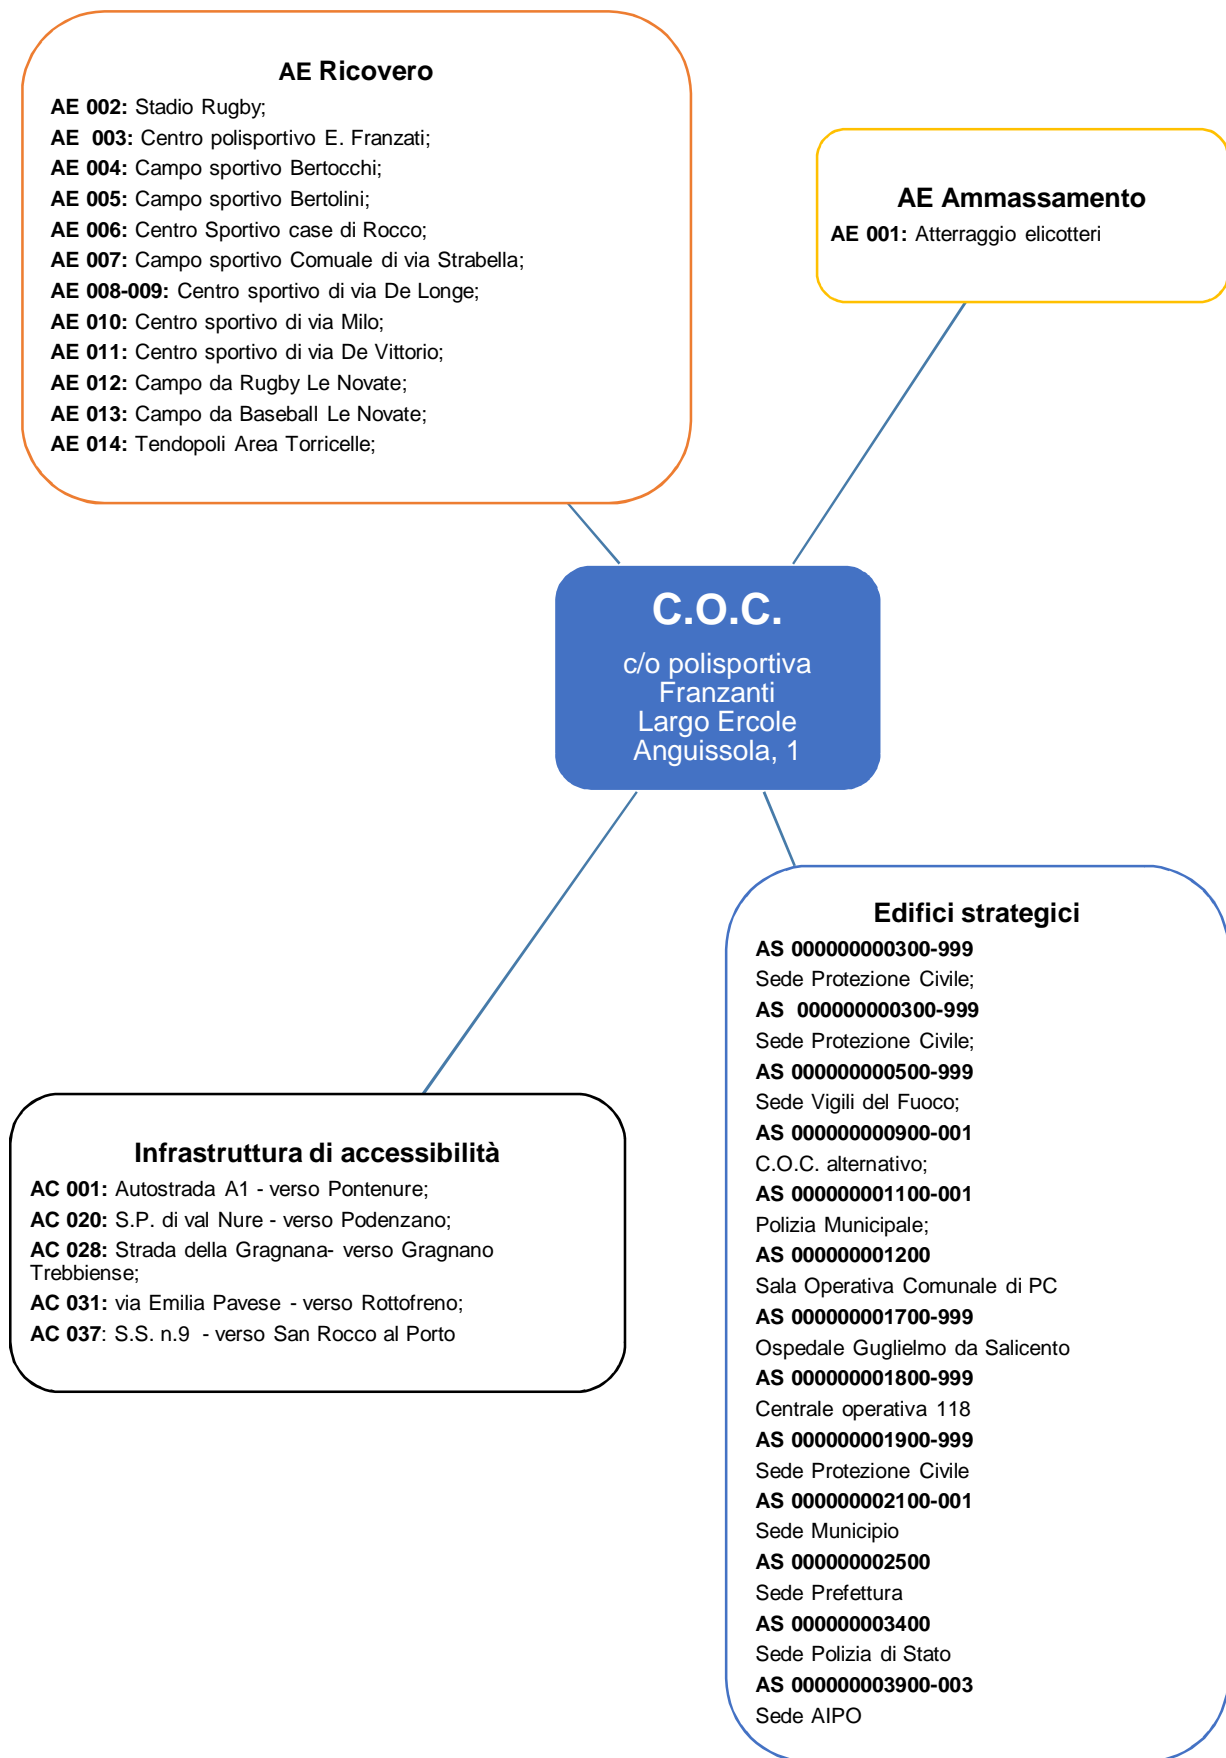 AE Ricovero
AE 002: Stadio Rugby;
AE 003: Centro polisportivo E. Franzati;
AE 004: Campo sportivo Bertocchi;
AE 005: Campo sportivo Bertolini;
AE 006: Centro Sportivo case di Rocco;
AE 007: Campo sportivo Comuale di via Strabella;
AE 008-009: Centro sportivo di via De Longe;
AE 010: Centro sportivo di via Milo;
AE 011: Centro sportivo di via De Vittorio;
AE 012: Campo da Rugby Le Novate;
AE 013: Campo da Baseball Le Novate;
AE 014: Tendopoli Area Torricelle;
AE Ammassamento
AE 001: Atterraggio elicotteri
C.O.C.
c/o polisportiva
Franzanti
Largo Ercole
Anguissola, 1
Infrastruttura di accessibilità
AC 001: Autostrada A1 - verso Pontenure;
AC 020: S.P. di val Nure - verso Podenzano;
AC 028: Strada della Gragnana- verso Gragnano
Trebbiense;
AC 031: via Emilia Pavese - verso Rottofreno;
AC 037: S.S. n.9 - verso San Rocco al Porto
Edifici strategici
AS 000000000300-999
Sede Protezione Civile;
AS 000000000300-999
Sede Protezione Civile;
AS 000000000500-999
Sede Vigili del Fuoco;
AS 000000000900-001
C.O.C. alternativo;
AS 000000001100-001
Polizia Municipale;
AS 000000001200
Sala Operativa Comunale di PC
AS 000000001700-999
Ospedale Guglielmo da Salicento
AS 000000001800-999
Centrale operativa 118
AS 000000001900-999
Sede Protezione Civile
AS 000000002100-001
Sede Municipio
AS 000000002500
Sede Prefettura
AS 000000003400
Sede Polizia di Stato
AS 000000003900-003
Sede AIPO